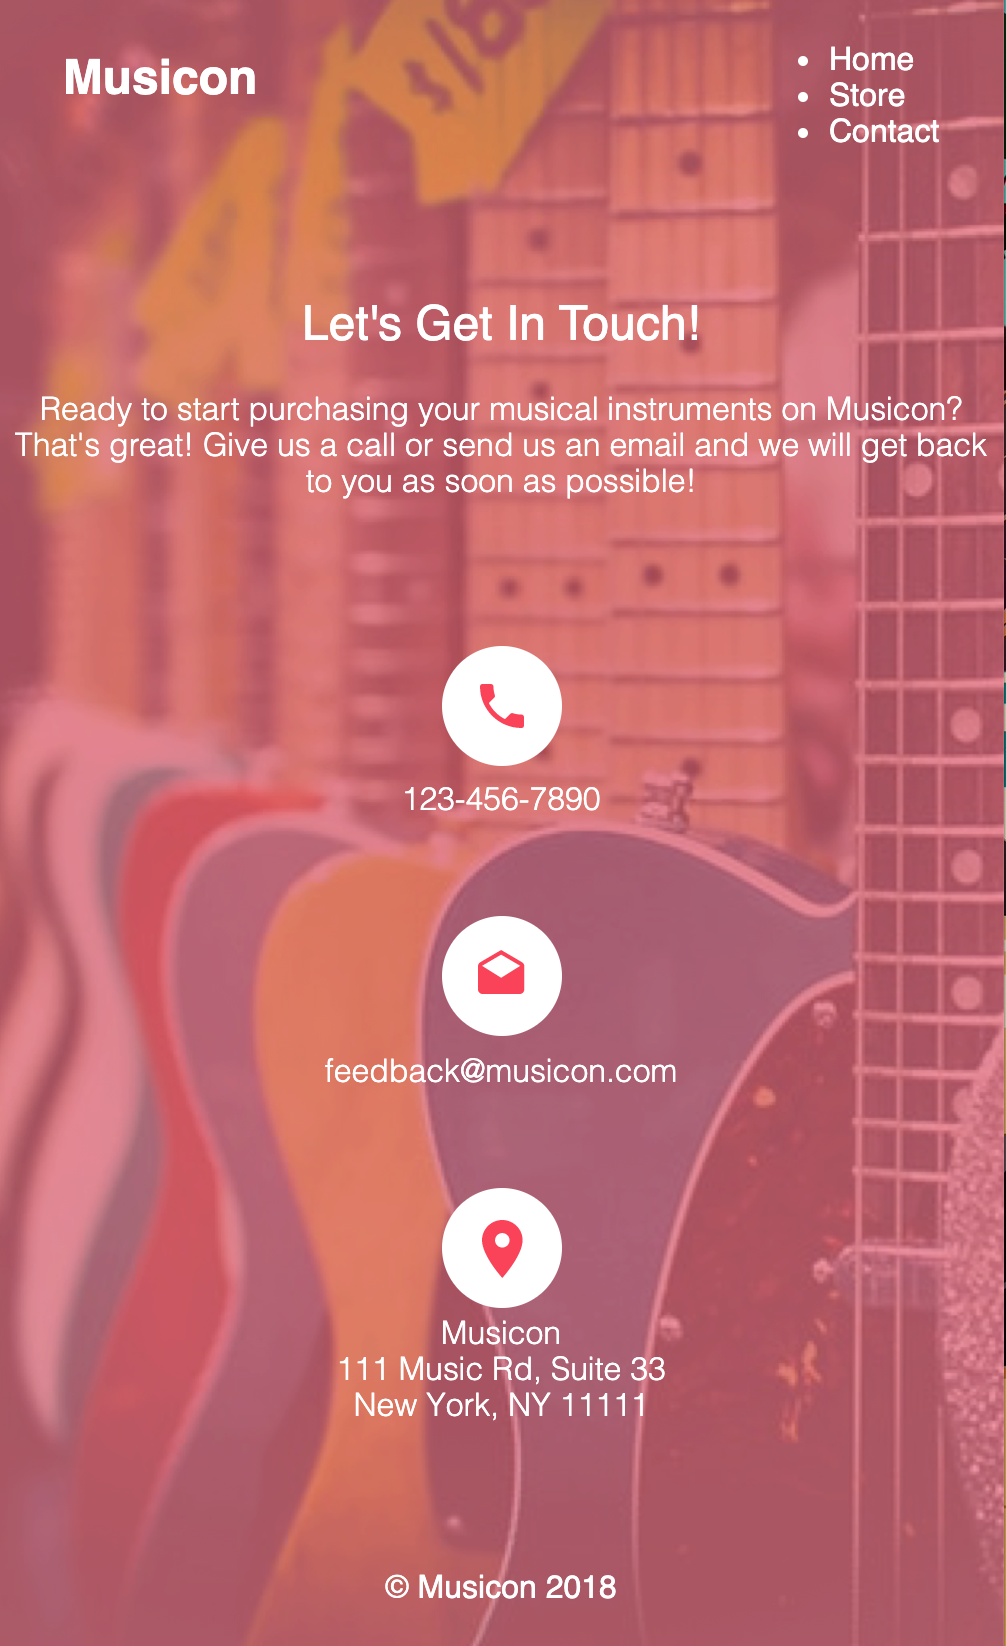 Musicon
Home
Store
Contact
Let's Get In Touch!
Ready to start purchasing your musical instruments on Musicon?
That's great! Give us a call or send us an email and we will get back
to you as soon as possible!
123-456-7890
feedback@musicon.com
Musicon
111 Music Rd, Suite 33
New York, NY 11111
© Musicon 2018